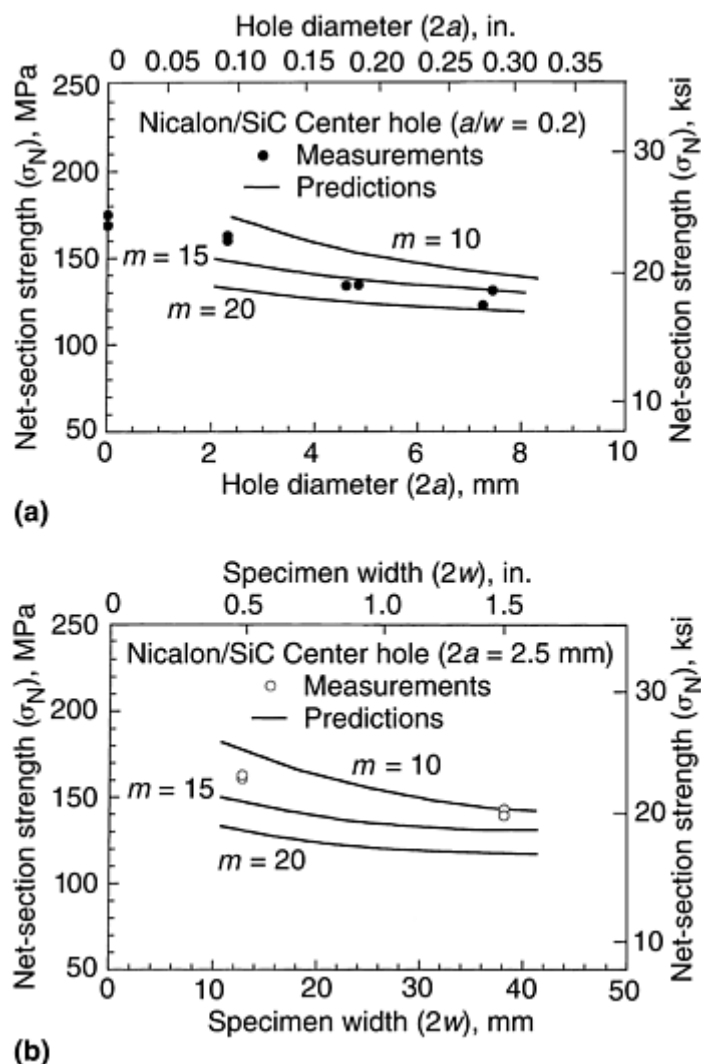 Hole diameter (2a), in.
0 0.05 0.10 0.15 0.20 0.25 0.30 0.35
250
200
150
100
50
Net-section strength (σN), MPa
Nicalon/SiC Center hole (a/w = 0.2)
Measurements
Predictions
m = 10
m = 15
m = 20
30
20
10
Net-section strength (σN), ksi
0 2 4 6 8 10
Hole diameter (2a), mm
(a)
Specimen width (2w), in.
0 0.5 1.0 1.5
250
200
150
100
50
Net-section strength (σN), MPa
Nicalon/SiC Center hole (2a = 2.5 mm)
Measurements
Predictions
m = 10
m = 15
m = 20
30
20
10
Net-section strength (σN), ksi
0 10 20 30 40 50
Specimen width (2w), mm
(b)